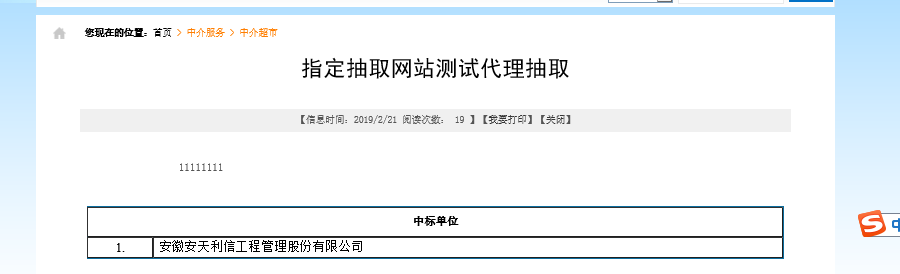 您现在的位置：首页 > 中介服务 > 中介超市
指定抽取网站测试代理抽取
【信息时间：2019/2/21 阅读次数： 19 】【我要打印】【关闭】
11111111
中标单位
1. 安徽安天利信工程管理股份有限公司
S 中